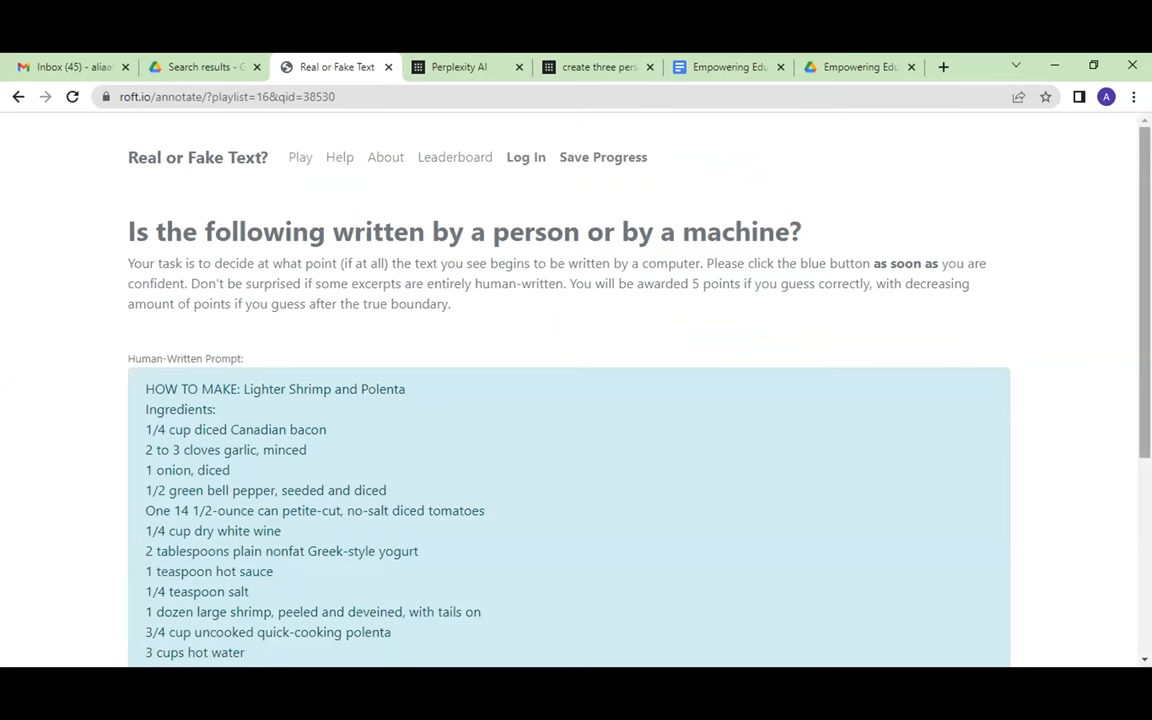 Inbox (45) - aliaa
Search results - G
Real or Fake Text
Perplexity AI
create three pers
Empowering Edu
Empowering Edu
roft.io/annotate/?playlist=16&qid=38530
A
Real or Fake Text? Play Help About Leaderboard Log In Save Progress
Is the following written by a person or by a machine?
Your task is to decide at what point (if at all) the text you see begins to be written by a computer. Please click the blue button as soon as you are
confident. Don't be surprised if some excerpts are entirely human-written. You will be awarded 5 points if you guess correctly, with decreasing
amount of points if you guess after the true boundary.
Human-Written Prompt:
HOW TO MAKE: Lighter Shrimp and Polenta
Ingredients:
1/4 cup diced Canadian bacon
2 to 3 cloves garlic, minced
1 onion, diced
1/2 green bell pepper, seeded and diced
One 14 1/2-ounce can petite-cut, no-salt diced tomatoes
1/4 cup dry white wine
2 tablespoons plain nonfat Greek-style yogurt
1 teaspoon hot sauce
1/4 teaspoon salt
1 dozen large shrimp, peeled and deveined, with tails on
3/4 cup uncooked quick-cooking polenta
3 cups hot water